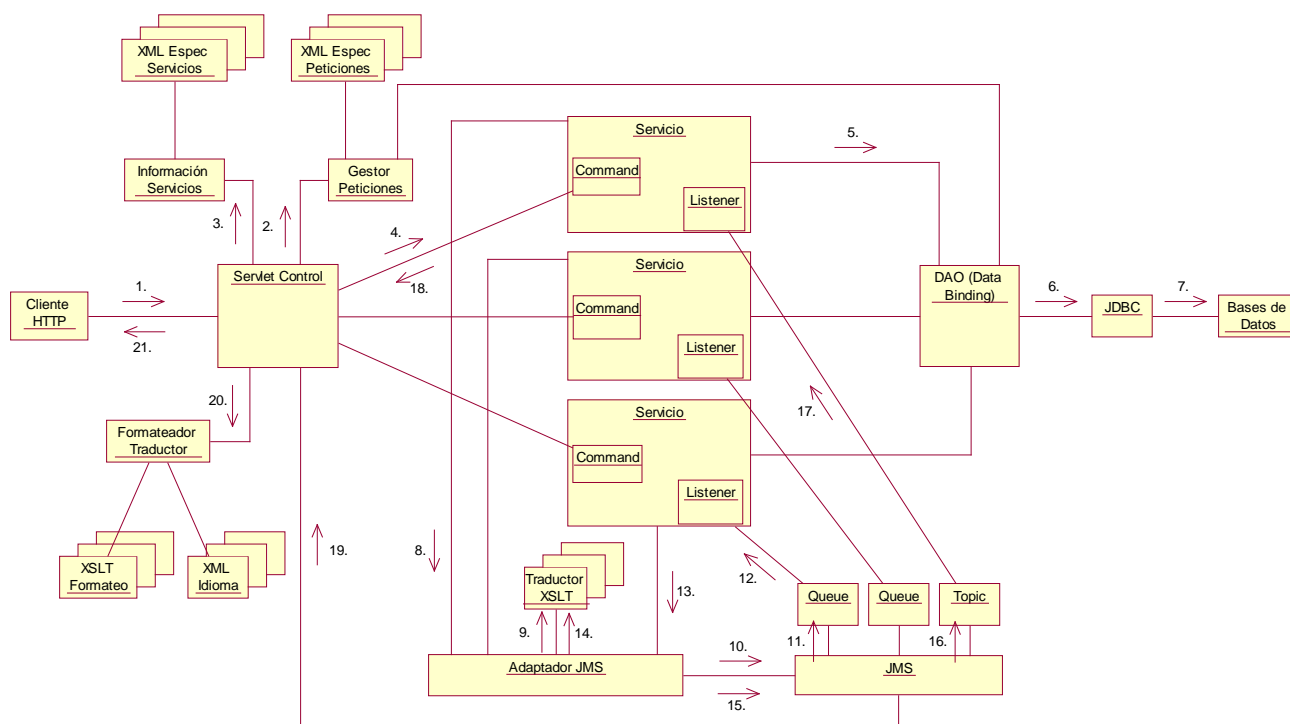 XML Espec
Servicios
XML Espec
Peticiones
Información
Servicios
Gestor
Peticiones
3.
2.
Servicio
Command
Listener
5.
4.
18.
Servlet Control
Cliente
HTTP
1.
21.
Servicio
Command
Listener
DAO (Data
Binding)
6.
JDBC
7.
Bases de
Datos
20.
Formateador
Traductor
XSLT
Formateo
XML
Idioma
19.
Servicio
Command
Listener
17.
8.
Traductor
XSLT
9.
14.
13.
12.
Queue
Queue
Topic
11.
16.
Adaptador JMS
10.
15.
JMS